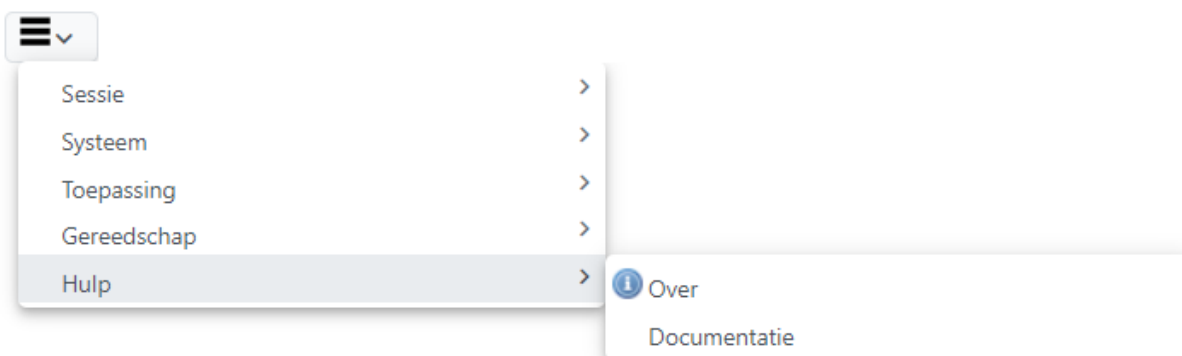 Sessie
Systeem
Toepassing
Gereedschap
Hulp
Over
Documentatie